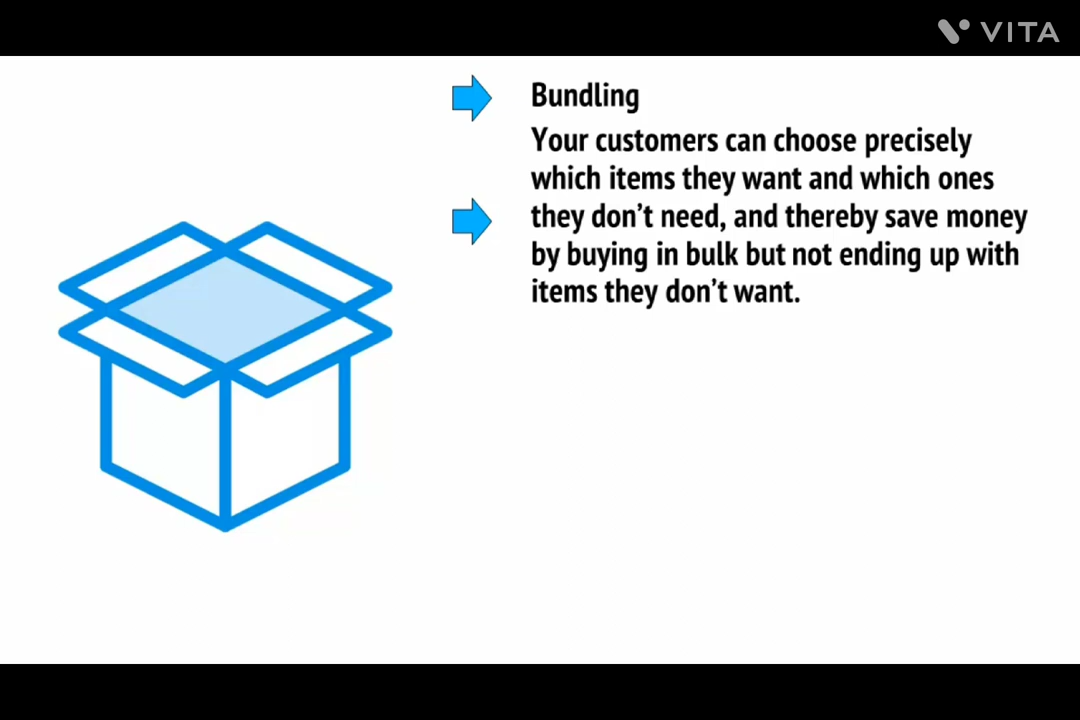 VITA
Bundling
Your customers can choose precisely
which items they want and which ones
they don't need, and thereby save money
by buying in bulk but not ending up with
items they don't want.